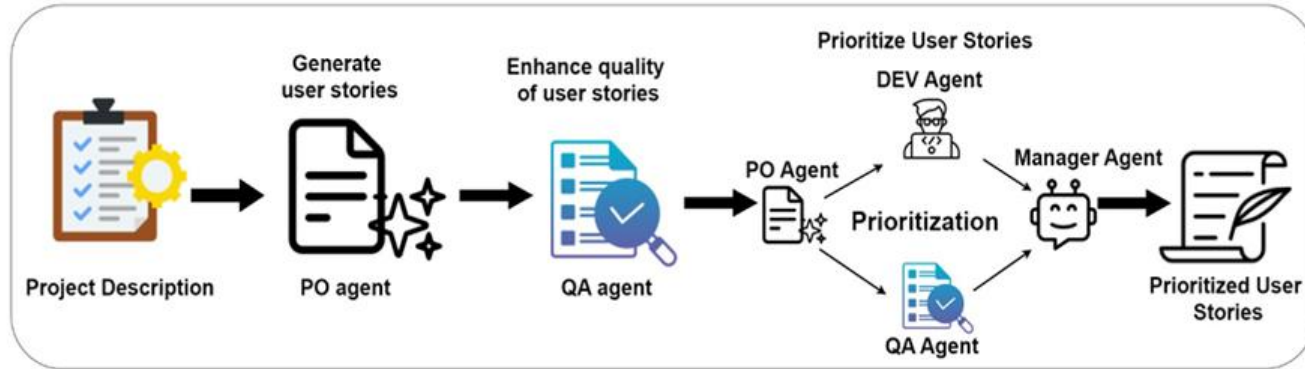 Project Description
Generate
user stories
PO agent
Enhance quality
of user stories
QA agent
Prioritize User Stories
DEV Agent
PO Agent
Prioritization
QA Agent
Manager Agent
Prioritized User
Stories